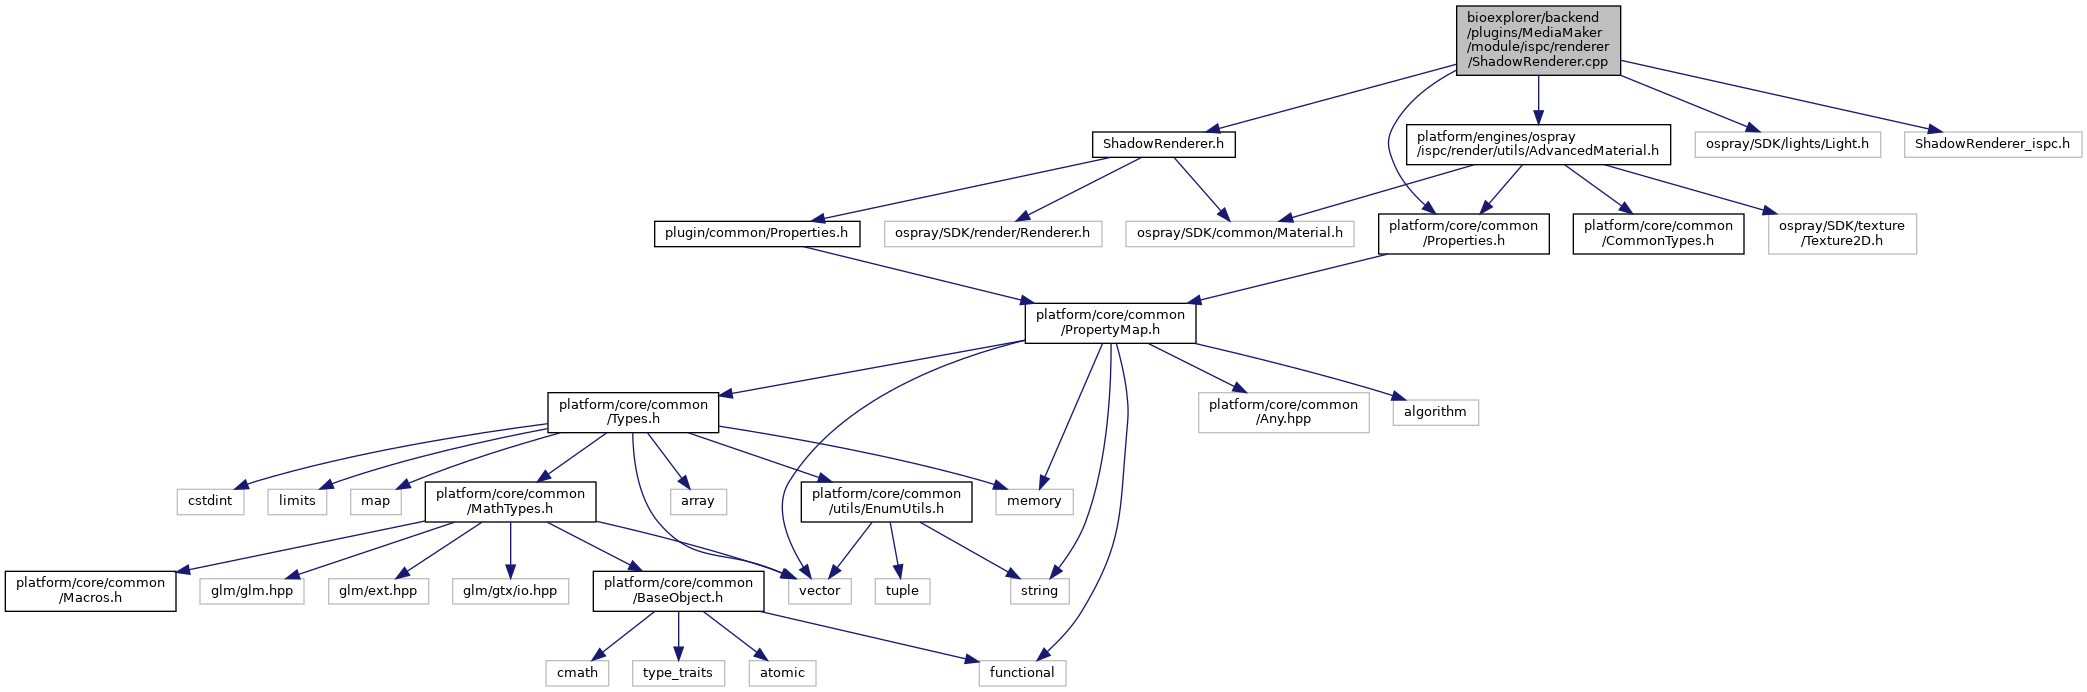 bioexplorer/backend
/plugins/MediaMaker
/module/ispc/renderer
/ShadowRenderer.cpp
ShadowRenderer.h
platform/engines/ospray
/ispc/render/utils/AdvancedMaterial.h
ospray/SDK/lights/Light.h
ShadowRenderer_ispc.h
plugin/common/Properties.h
ospray/SDK/render/Renderer.h
ospray/SDK/common/Material.h
platform/core/common
/Properties.h
platform/core/common
/CommonTypes.h
ospray/SDK/texture
/Texture2D.h
platform/core/common
/PropertyMap.h
platform/core/common
/Types.h
platform/core/common
/Any.hpp
algorithm
cstdint
limits
map
platform/core/common
/MathTypes.h
array
platform/core/common
/utils/EnumUtils.h
memory
platform/core/common
/Macros.h
glm/glm.hpp
glm/ext.hpp
glm/gtx/io.hpp
platform/core/common
/BaseObject.h
vector
tuple
string
cmath
type_traits
atomic
functional